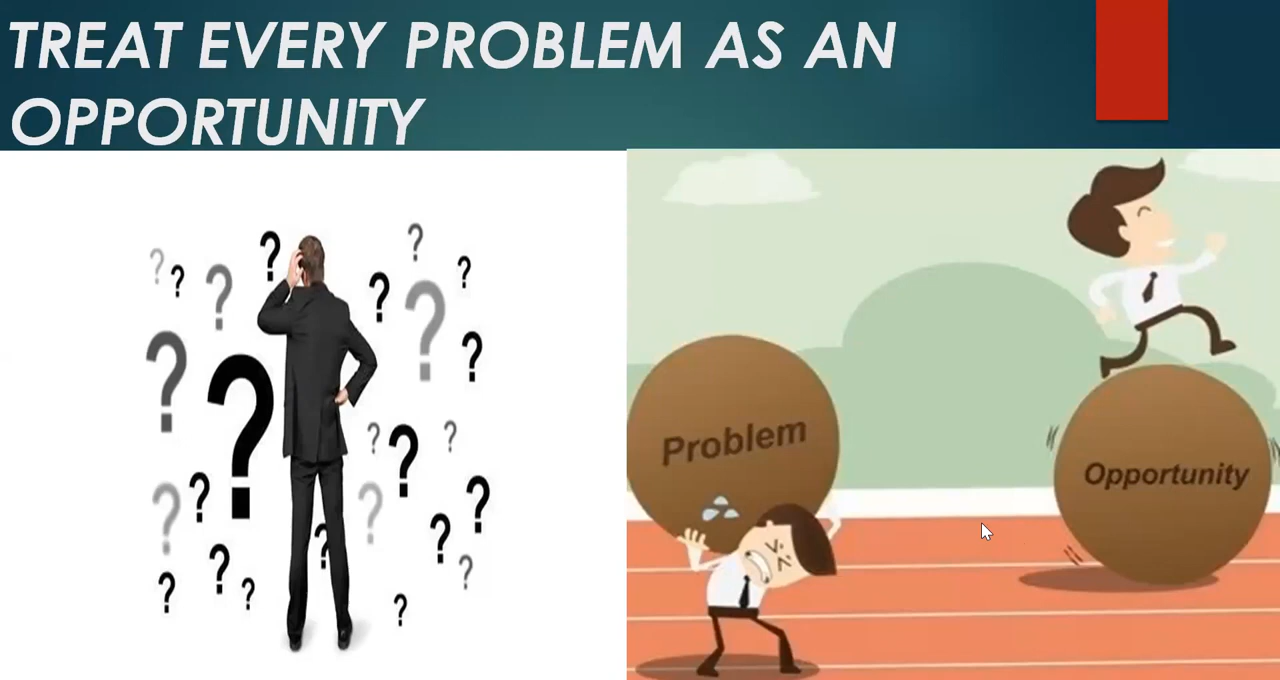 TREAT EVERY PROBLEM AS AN
OPPORTUNITY
? ? ? ? ? ? ? ? ? ? ? ? ? ? ? ? ? ? ? ? ? ? ? ?
Problem
Opportunity